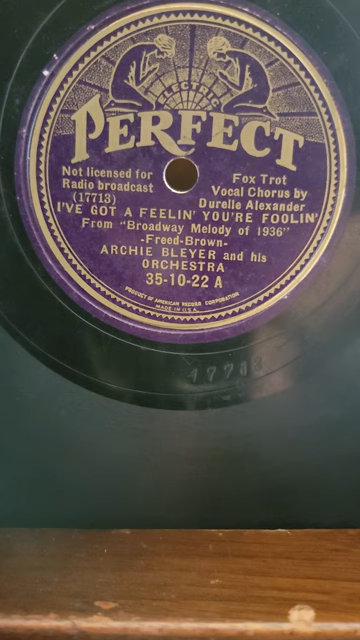 ELECTRIC
PERFECT
Not licensed for
Radio broadcast
(17713)
Fox Trot
Vocal Chorus by
Durelle Alexander
I'VE GOT A FEELIN' YOU'RE FOOLIN'
From "Broadway Melody of 1936"
-Freed-Brown-
ARCHIE BLEYER and his
ORCHESTRA
35-10-22 A
PRODUCT OF AMERICAN RECORD CORPORATION
MADE IN U.S.A.